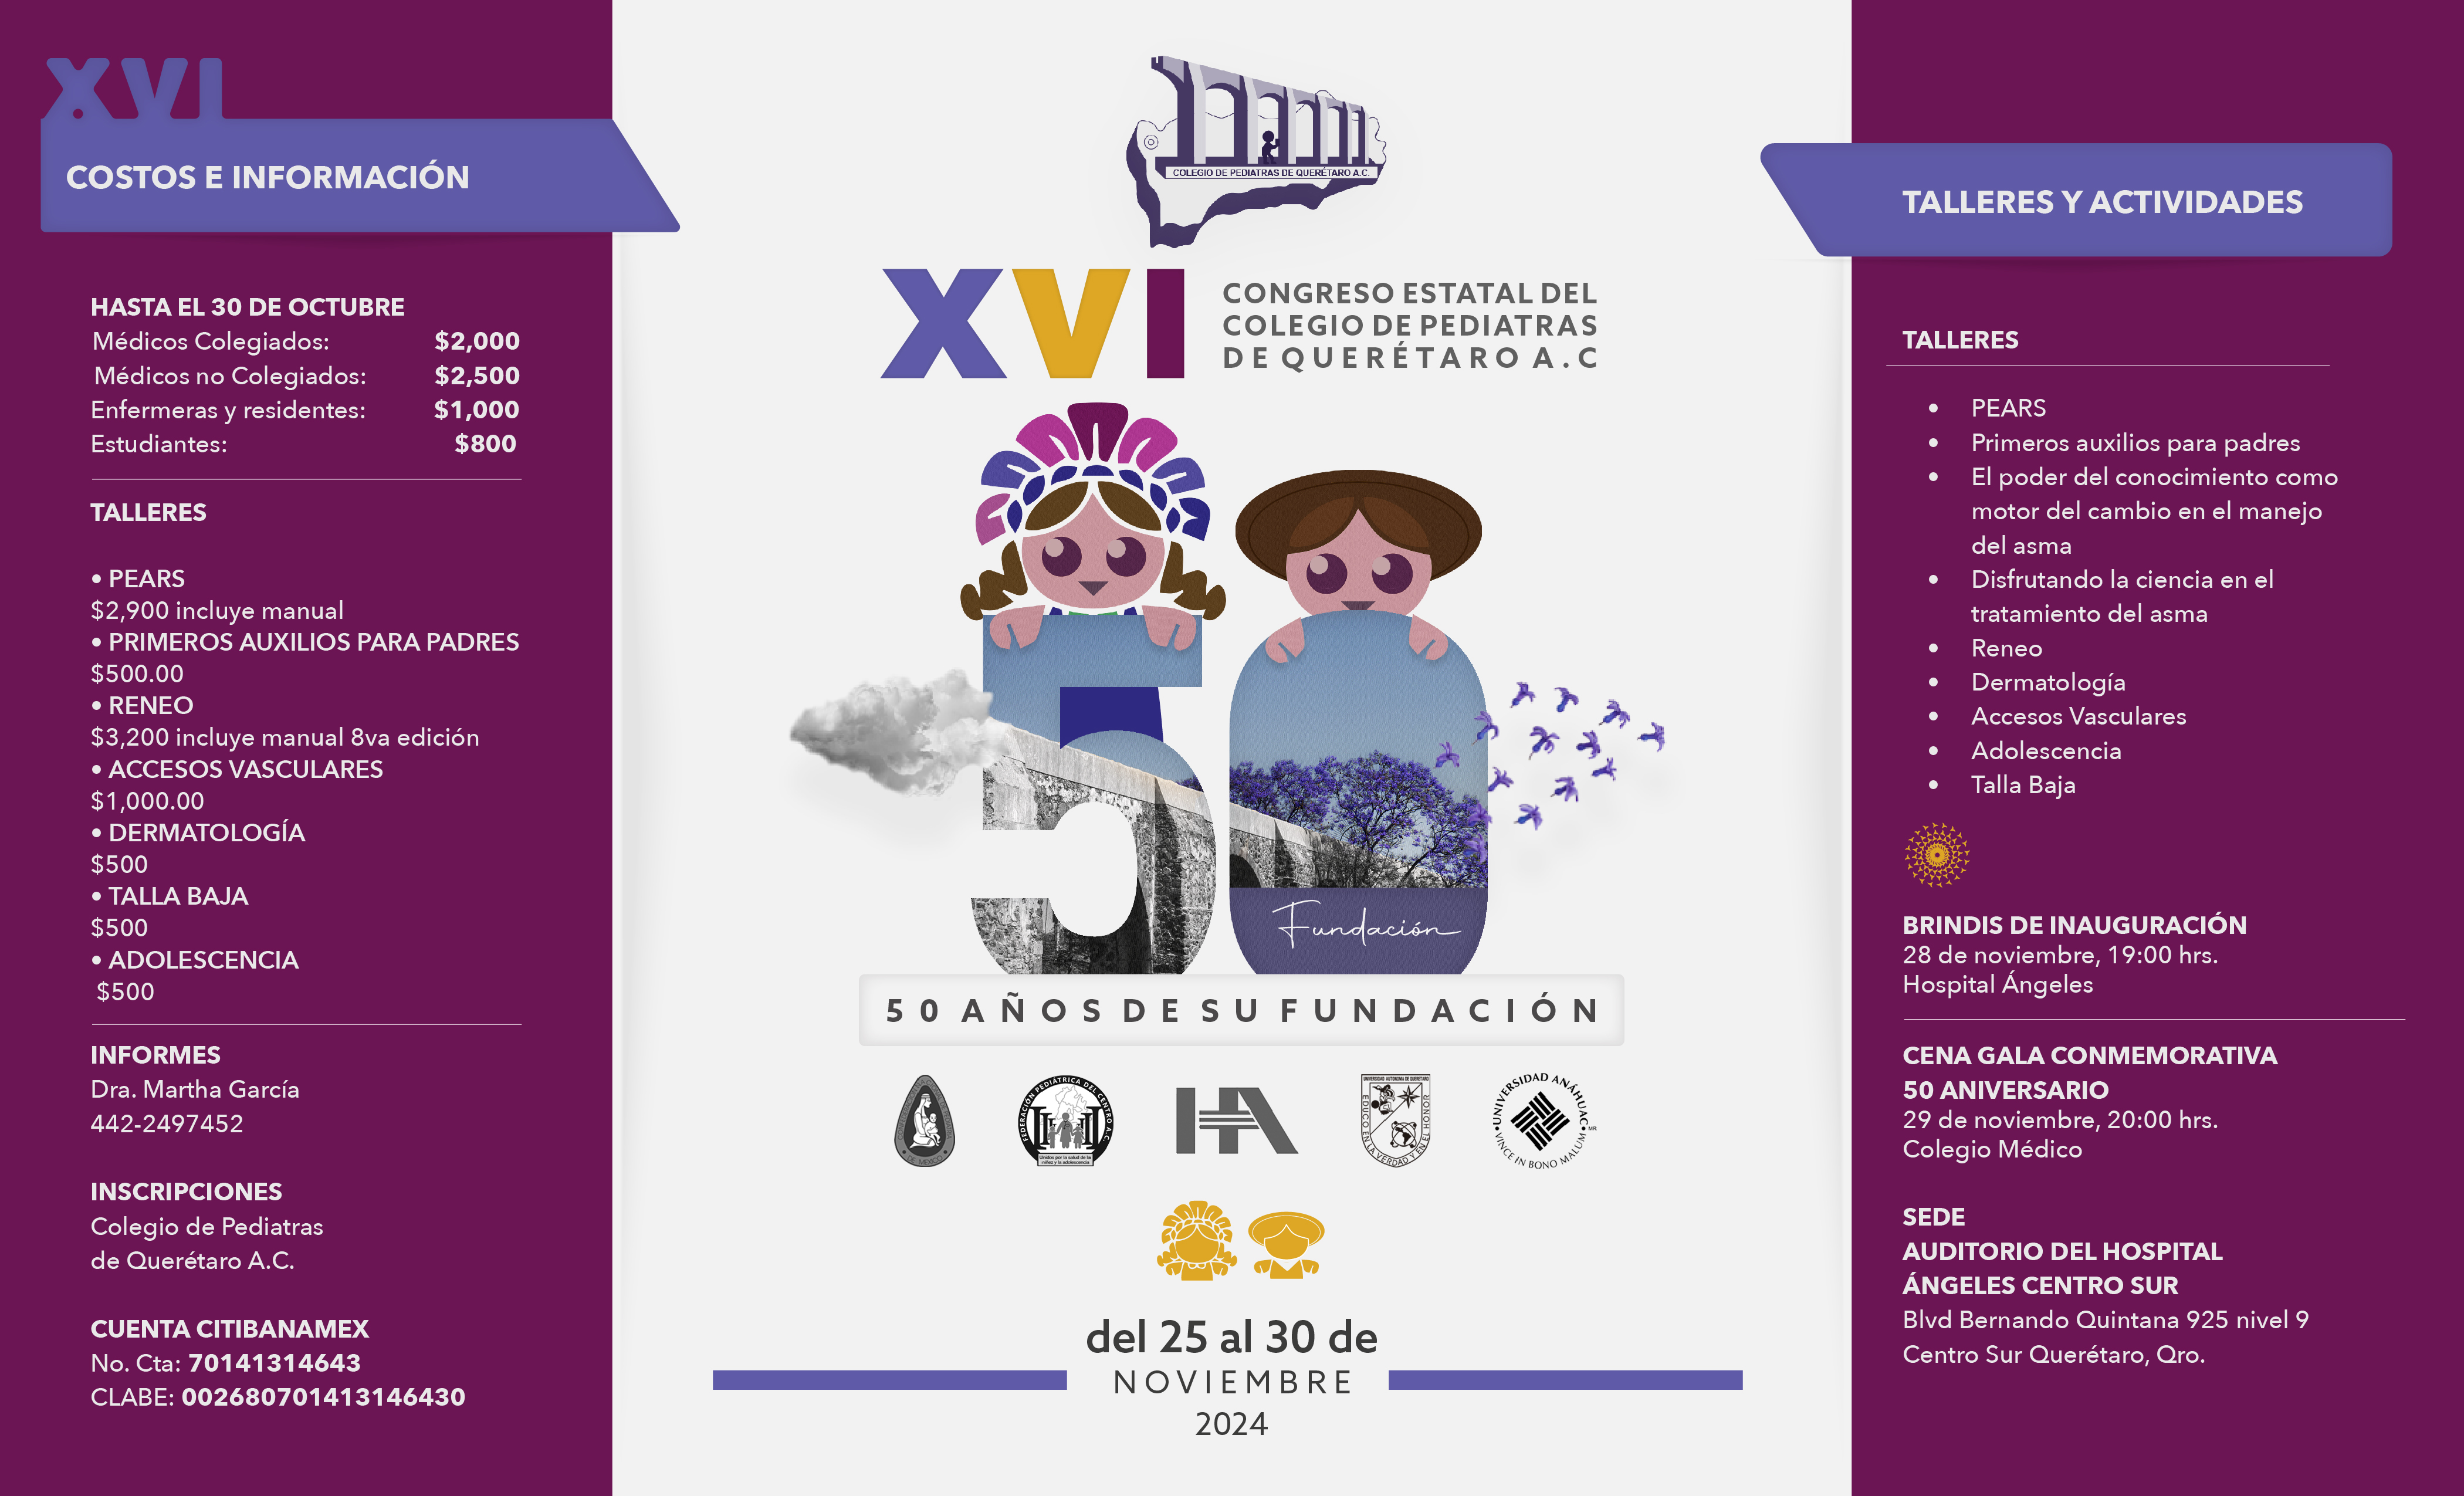 XVI
COSTOS E INFORMACIÓN
HASTA EL 30 DE OCTUBRE
Médicos Colegiados: $2,000
Médicos no Colegiados: $2,500
Enfermeras y residentes: $1,000
Estudiantes: $800
TALLERES
• PEARS
$2,900 incluye manual
• PRIMEROS AUXILIOS PARA PADRES
$500.00
• RENEO
$3,200 incluye manual 8va edición
• ACCESOS VASCULARES
$1,000.00
• DERMATOLOGÍA
$500
• TALLA BAJA
$500
• ADOLESCENCIA
$500
INFORMES
Dra. Martha García
442-2497452
INSCRIPCIONES
Colegio de Pediatras
de Querétaro A.C.
CUENTA CITIBANAMEX
No. Cta: 70141314643
CLABE: 002680701413146430
COLEGIO DE PEDIATRAS DE QUERÉTARO A.C.
XVI
CONGRESO ESTATAL DEL
COLEGIO DE PEDIATRAS
DE QUERÉTARO A.C
50
Fundación
50 AÑOS DE SU FUNDACIÓN
DE MÉXICO
FEDERACIÓN PEDIÁTRICA DEL CENTRO A.C.
Unidos por la salud de la
niñez y la adolescencia
HA
UNIVERSIDAD AUTONOMA DE QUERETARO
EDUCO EN LA VERDAD Y EN EL HONOR
UNIVERSIDAD ANÁHUAC
MR
VINCE IN BONO MALUM
del 25 al 30 de
NOVIEMBRE
2024
TALLERES Y ACTIVIDADES
TALLERES
• PEARS
• Primeros auxilios para padres
• El poder del conocimiento como
motor del cambio en el manejo
del asma
• Disfrutando la ciencia en el
tratamiento del asma
• Reneo
• Dermatología
• Accesos Vasculares
• Adolescencia
• Talla Baja
BRINDIS DE INAUGURACIÓN
28 de noviembre, 19:00 hrs.
Hospital Ángeles
CENA GALA CONMEMORATIVA
50 ANIVERSARIO
29 de noviembre, 20:00 hrs.
Colegio Médico
SEDE
AUDITORIO DEL HOSPITAL
ÁNGELES CENTRO SUR
Blvd Bernando Quintana 925 nivel 9
Centro Sur Querétaro, Qro.